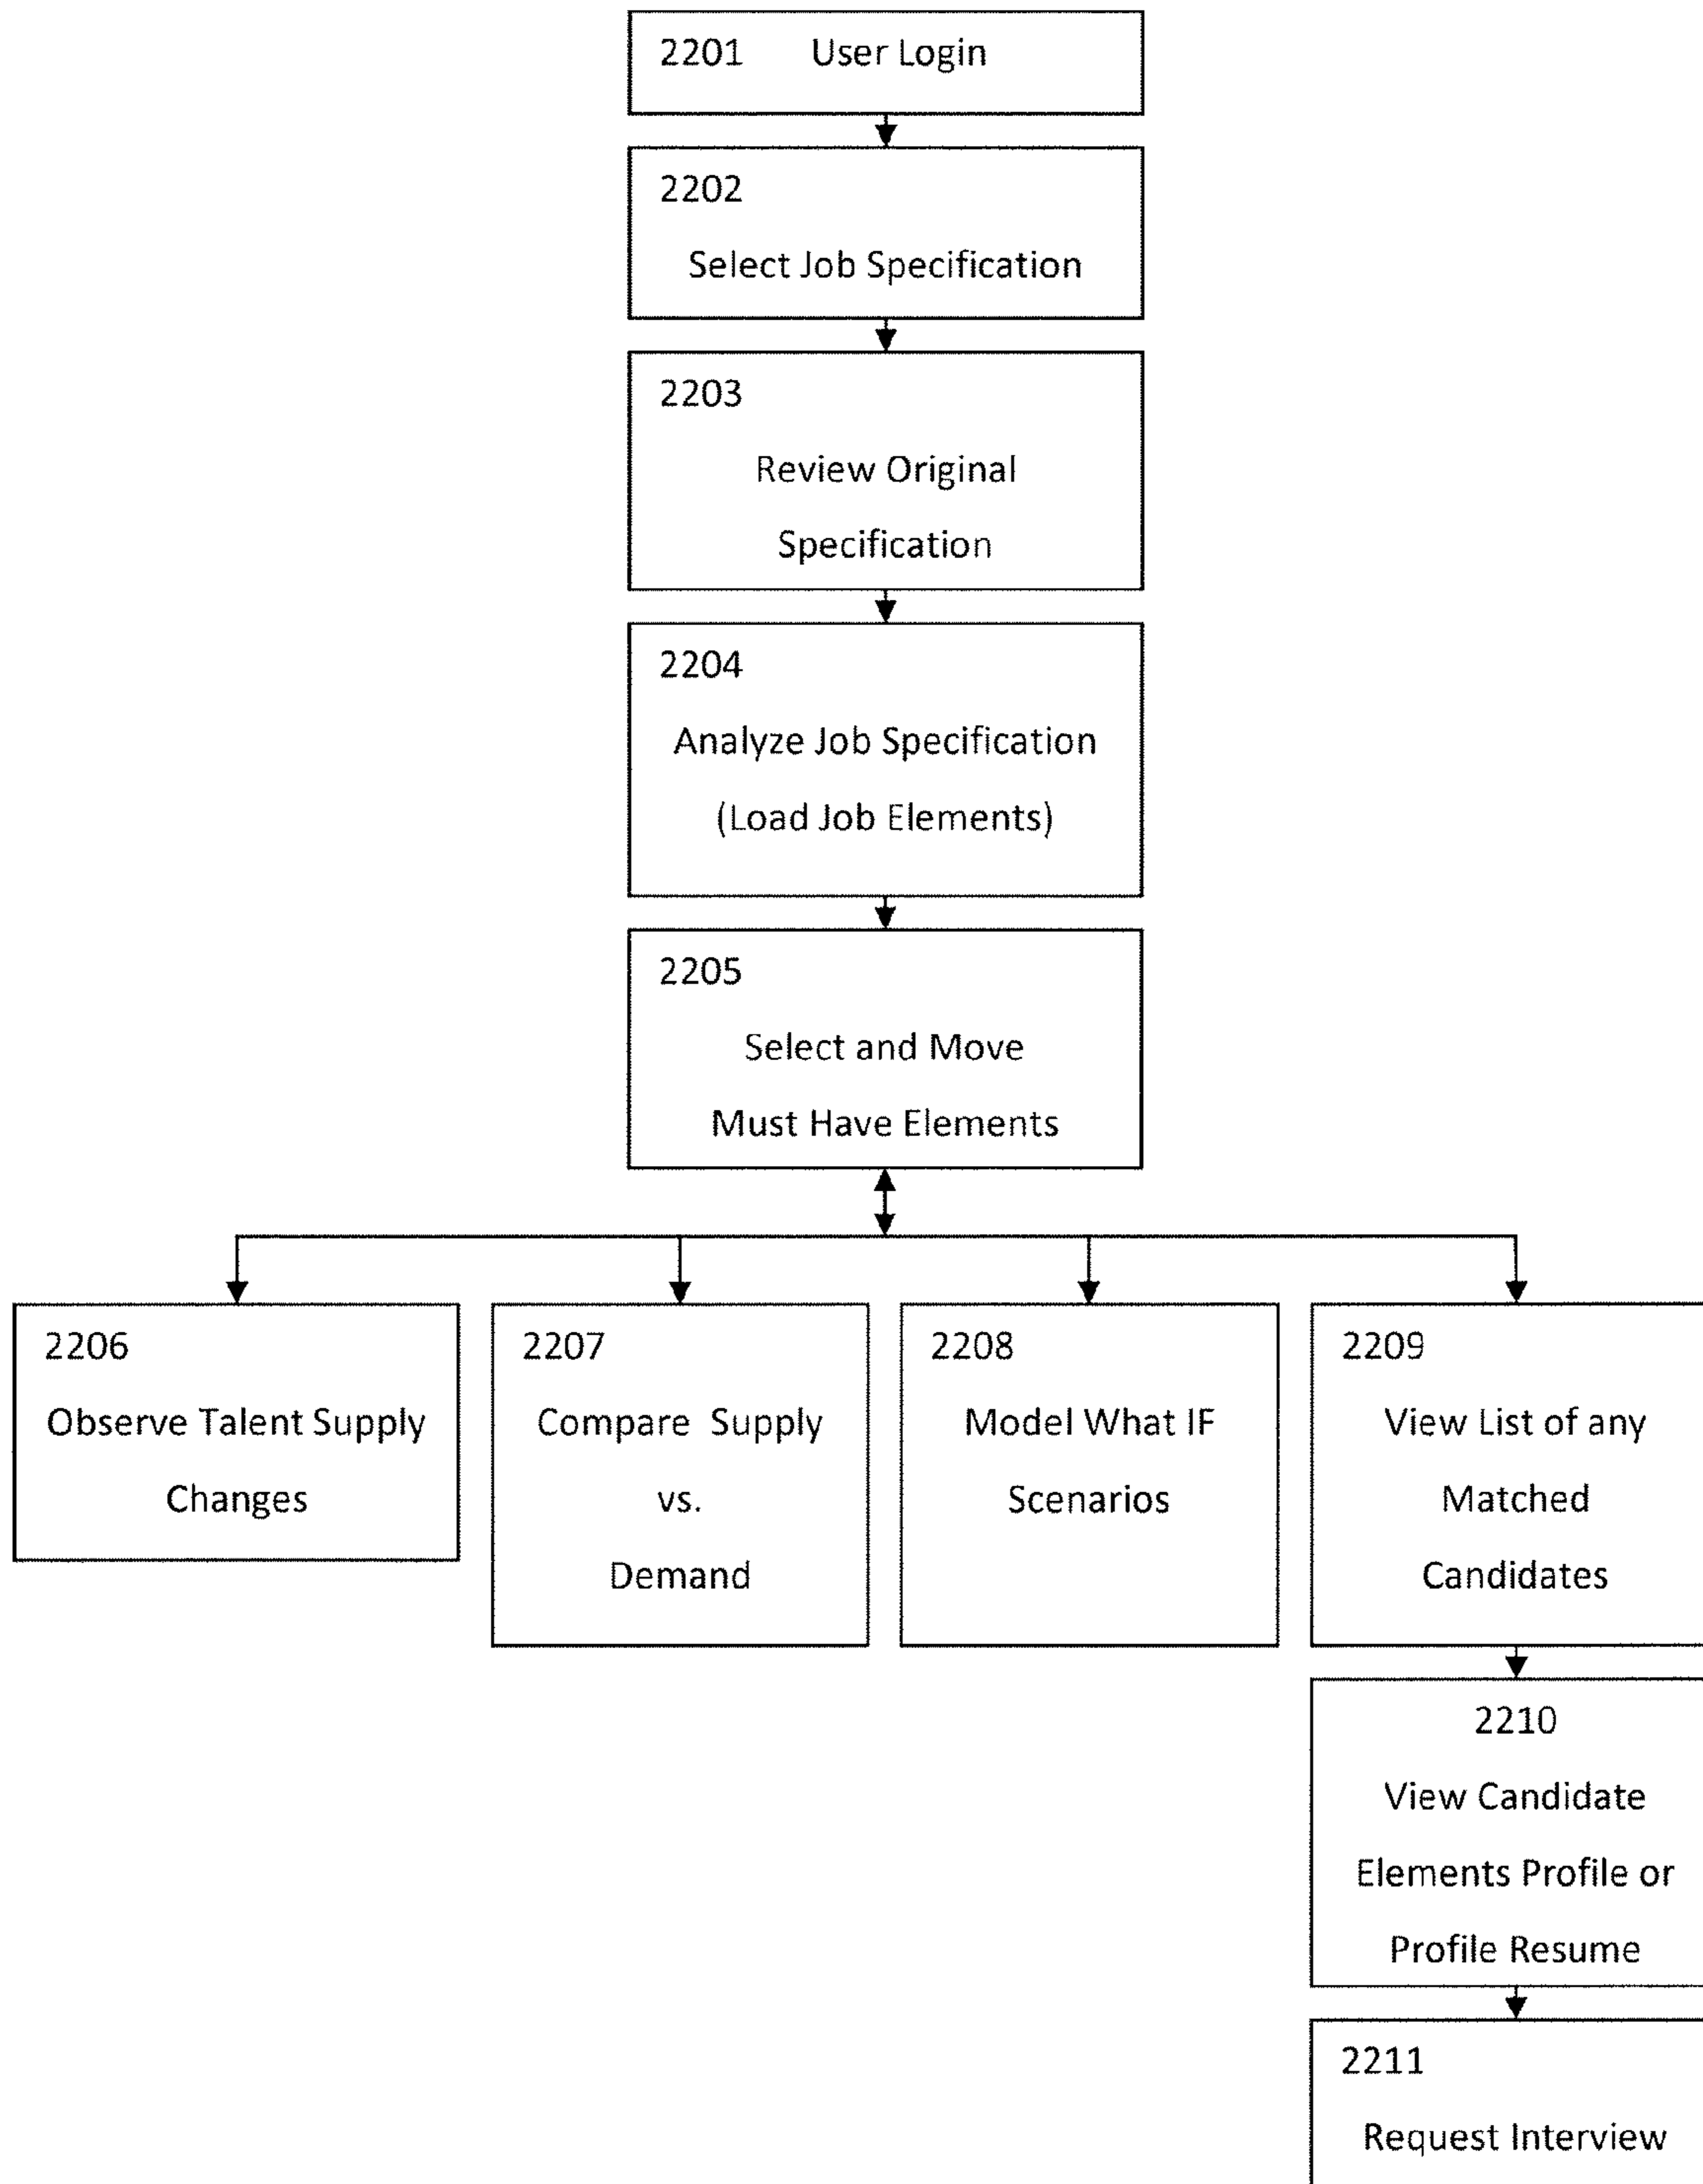 2201 User Login
2202
Select Job Specification
2203
Review Original
Specification
2204
Analyze Job Specification
(Load Job Elements)
2205
Select and Move
Must Have Elements
2206
Observe Talent Supply
Changes
2207
Compare Supply
vs.
Demand
2208
Model What IF
Scenarios
2209
View List of any
Matched
Candidates
2210
View Candidate
Elements Profile or
Profile Resume
2211
Request Interview